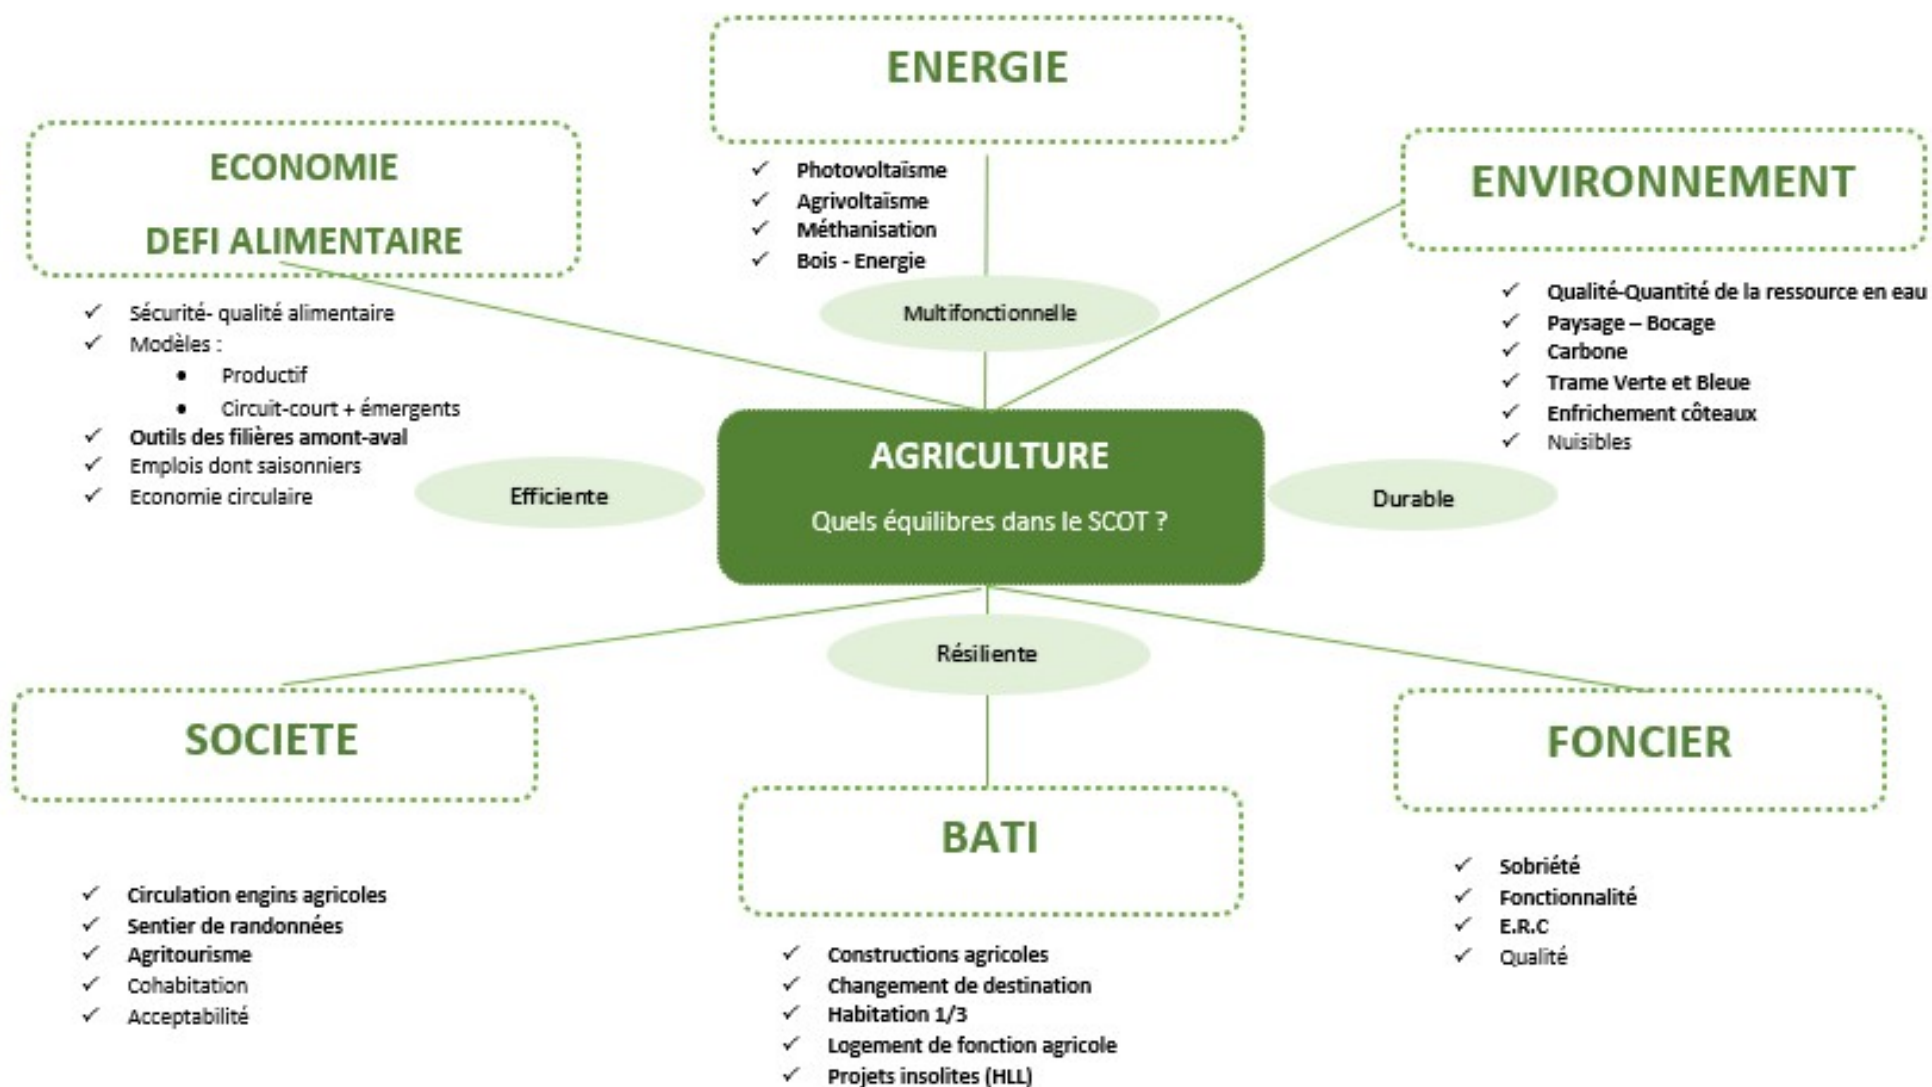 ENERGIE
Photovoltaïsme
Agrivoltaïsme
Méthanisation
Bois - Energie
ECONOMIE
DEFI ALIMENTAIRE
Sécurité- qualité alimentaire
Modèles :
Productif
Circuit-court + émergents
Outils des filières amont-aval
Emplois dont saisonniers
Economie circulaire
ENVIRONNEMENT
Qualité-Quantité de la ressource en eau
Paysage – Bocage
Carbone
Trame Verte et Bleue
Enfrichement côteaux
Nuisibles
Multifonctionnelle
Efficiente
AGRICULTURE
Quels équilibres dans le SCOT ?
Durable
Résiliente
SOCIETE
Circulation engins agricoles
Sentier de randonnées
Agritourisme
Cohabitation
Acceptabilité
BATI
Constructions agricoles
Changement de destination
Habitation 1/3
Logement de fonction agricole
Projets insolites (HLL)
FONCIER
Sobriété
Fonctionnalité
E.R.C
Qualité